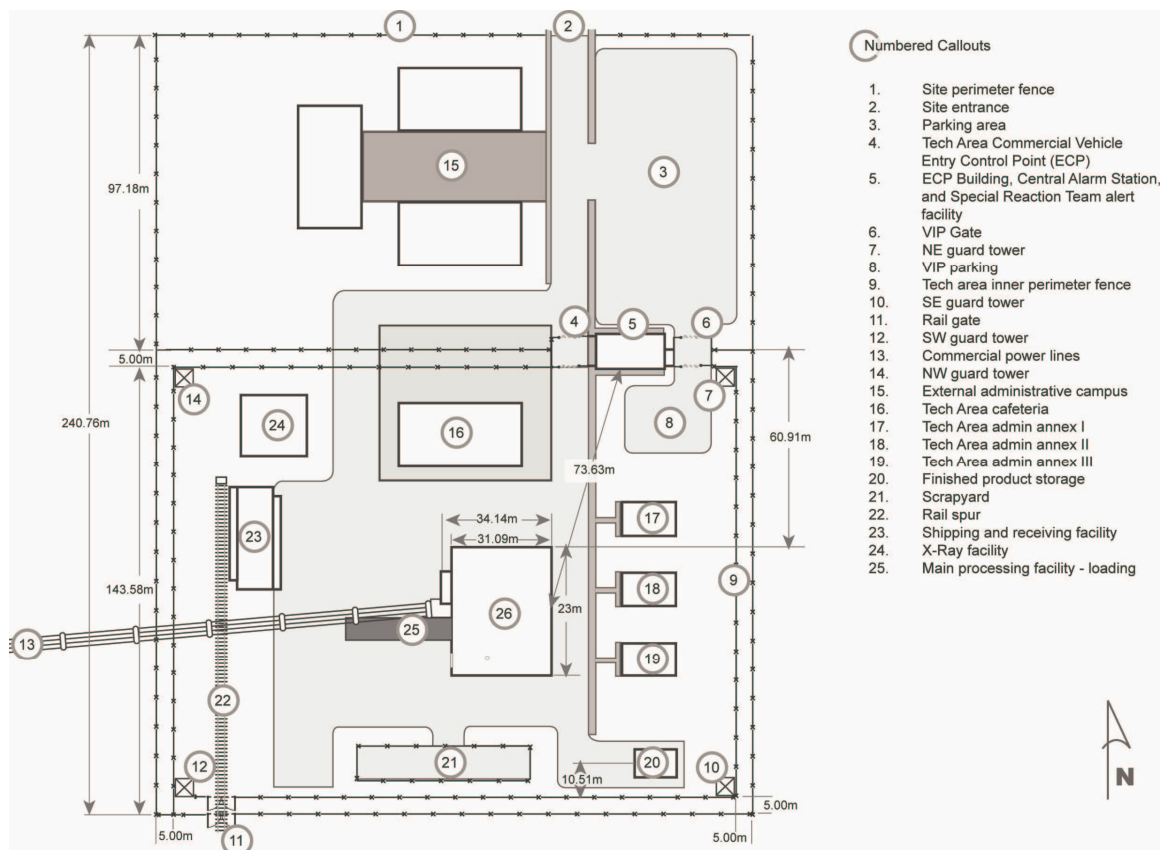 1
2
Numbered Callouts
1. Site perimeter fence
2. Site entrance
3. Parking area
4. Tech Area Commercial Vehicle
Entry Control Point (ECP)
5. ECP Building, Central Alarm Station,
and Special Reaction Team alert
facility
6. VIP Gate
7. NE guard tower
8. VIP parking
9. Tech area inner perimeter fence
10. SE guard tower
11. Rail gate
12. SW guard tower
13. Commercial power lines
14. NW guard tower
15. External administrative campus
16. Tech Area cafeteria
17. Tech Area admin annex I
18. Tech Area admin annex II
19. Tech Area admin annex III
20. Finished product storage
21. Scrapyard
22. Rail spur
23. Shipping and receiving facility
24. X-Ray facility
25. Main processing facility - loading
15
3
97.18m
4
5
6
5.00m
14
7
240.76m
24
16
8
60.91m
73.63m
34.14m
17
31.09m
23
143.58m
9
18
26
23m
25
13
19
22
12
21
20
10
10.51m
5.00m
5.00m
11
5.00m
N